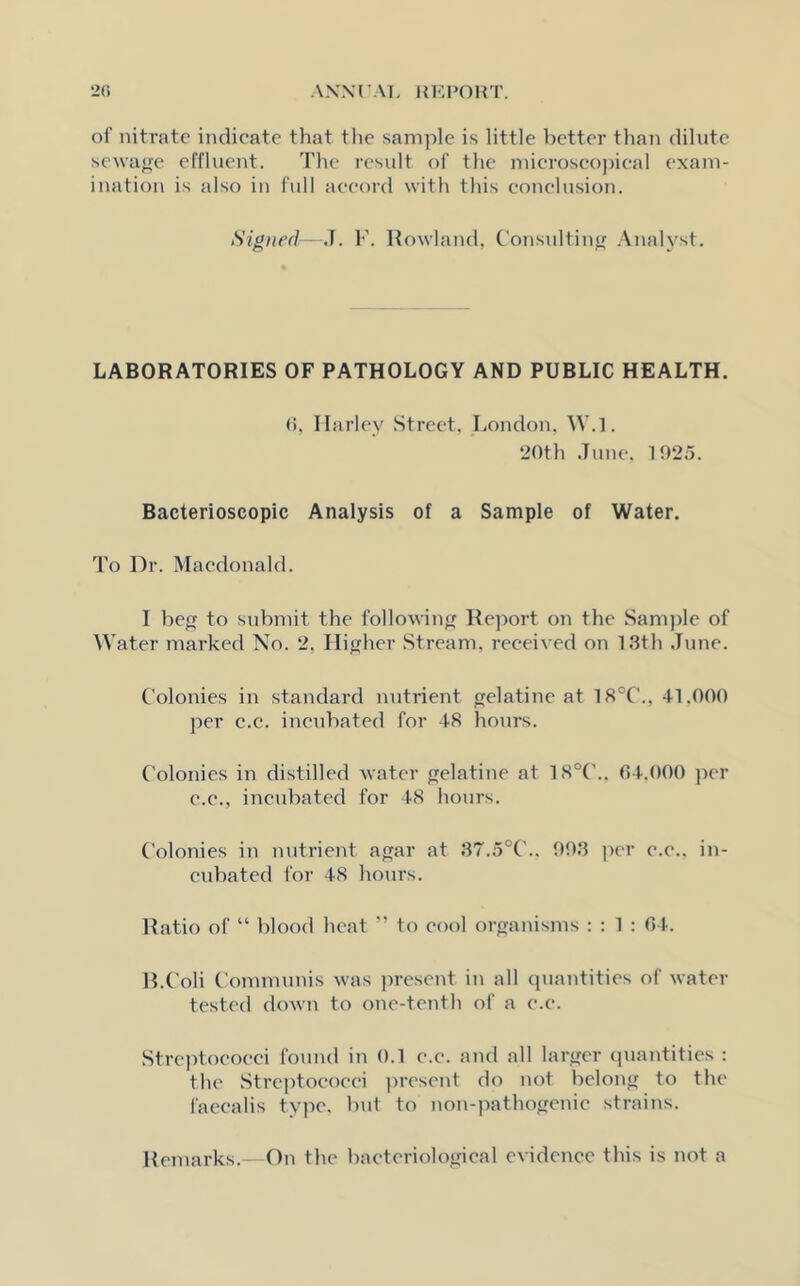 26 ANNUAL REPORT.
of nitrate indicate that the sample is little better than dilute
sewage effluent. The result of the microscopical exam-
ination is also in full accord with this conclusion.
Signed—J. F. Rowland, Consulting Analyst.
LABORATORIES OF PATHOLOGY AND PUBLIC HEALTH.
6, Harley Street, London, W.1.
20th June, 1925.
Bacterioscopic Analysis of a Sample of Water.
To Dr. Macdonald.
I beg to submit the following Report on the Sample of
Water marked No. 2, Higher Stream, received on 13th June.
Colonies in standard nutrient gelatine at 18°C., 41,000
per c.c. incubated for 48 hours.
Colonies in distilled water gelatine at 18°C., 64,000 per
c.c., incubated for 48 hours.
Colonies in nutrient agar at 37.5°C., 993 per c.c., in-
cubated for 48 hours.
Ratio of “ blood heat ” to cool organisms : : 1 : 64.
B.Coli Communis was present in all quantities of water
tested down to one-tenth of a c.c.
Streptococci found in 0.1 c.c. and all larger quantities :
the Streptococci present do not belong to the
faecalis type, but to non-pathogenic strains.
Remarks.—On the bacteriological evidence this is not a